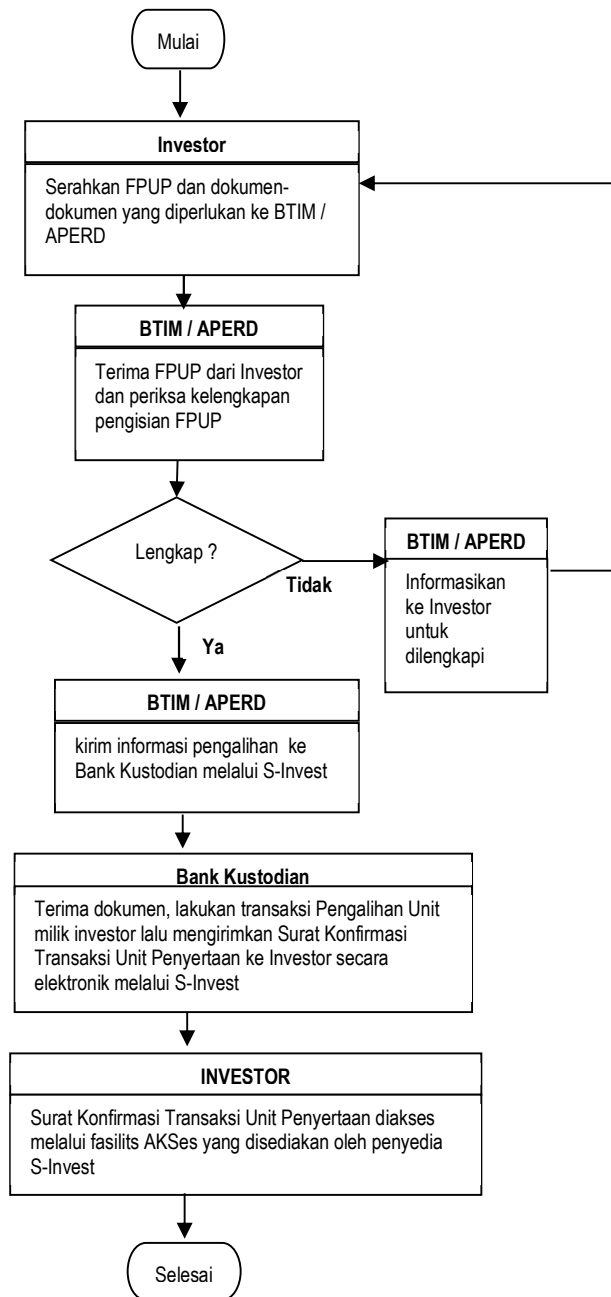 Mulai
Investor
Serahkan FPUP dan dokumen-
dokumen yang diperlukan ke BTIM /
APERD
BTIM / APERD
Terima FPUP dari Investor
dan periksa kelengkapan
pengisian FPUP
Lengkap ?
Tidak
BTIM / APERD
Informasikan
ke Investor
untuk
dilengkapi
Ya
BTIM / APERD
kirim informasi pengalihan ke
Bank Kustodian melalui S-Invest
Bank Kustodian
Terima dokumen, lakukan transaksi Pengalihan Unit
milik investor lalu mengirimkan Surat Konfirmasi
Transaksi Unit Penyertaan ke Investor secara
elektronik melalui S-Invest
INVESTOR
Surat Konfirmasi Transaksi Unit Penyertaan diakses
melalui fasilits AKSes yang disediakan oleh penyedia
S-Invest
Selesai